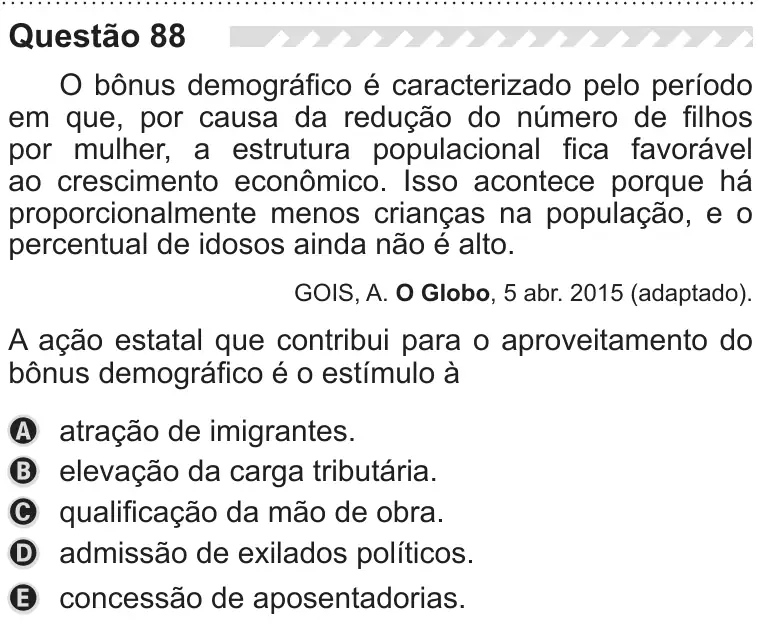 Questão 88
O bônus demográfico é caracterizado pelo período
em que, por causa da redução do número de filhos
por mulher, a estrutura populacional fica favorável
ao crescimento econômico. Isso acontece porque há
proporcionalmente menos crianças na população, e o
percentual de idosos ainda não é alto.
GOIS, A. O Globo, 5 abr. 2015 (adaptado).
A ação estatal que contribui para o aproveitamento do
bônus demográfico é o estímulo à
A atração de imigrantes.
B elevação da carga tributária.
C qualificação da mão de obra.
D admissão de exilados políticos.
E concessão de aposentadorias.